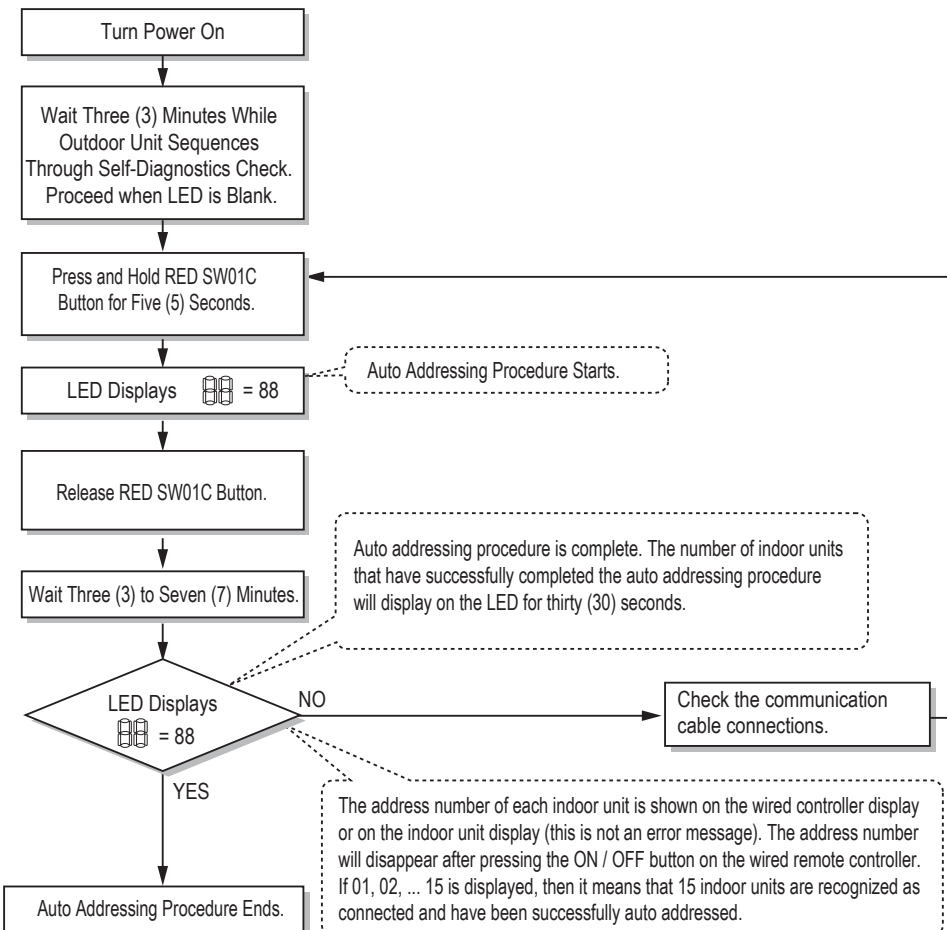 Turn Power On
Wait Three (3) Minutes While
Outdoor Unit Sequences
Through Self-Diagnostics Check.
Proceed when LED is Blank.
Press and Hold RED SW01C
Button for Five (5) Seconds.
LED Displays 88 = 88
Auto Addressing Procedure Starts.
Release RED SW01C Button.
Auto addressing procedure is complete. The number of indoor units
that have successfully completed the auto addressing procedure
will display on the LED for thirty (30) seconds.
Wait Three (3) to Seven (7) Minutes.
LED Displays
88 = 88
NO
Check the communication
cable connections.
YES
The address number of each indoor unit is shown on the wired controller display
or on the indoor unit display (this is not an error message). The address number
will disappear after pressing the ON / OFF button on the wired remote controller.
If 01, 02, ... 15 is displayed, then it means that 15 indoor units are recognized as
connected and have been successfully auto addressed.
Auto Addressing Procedure Ends.